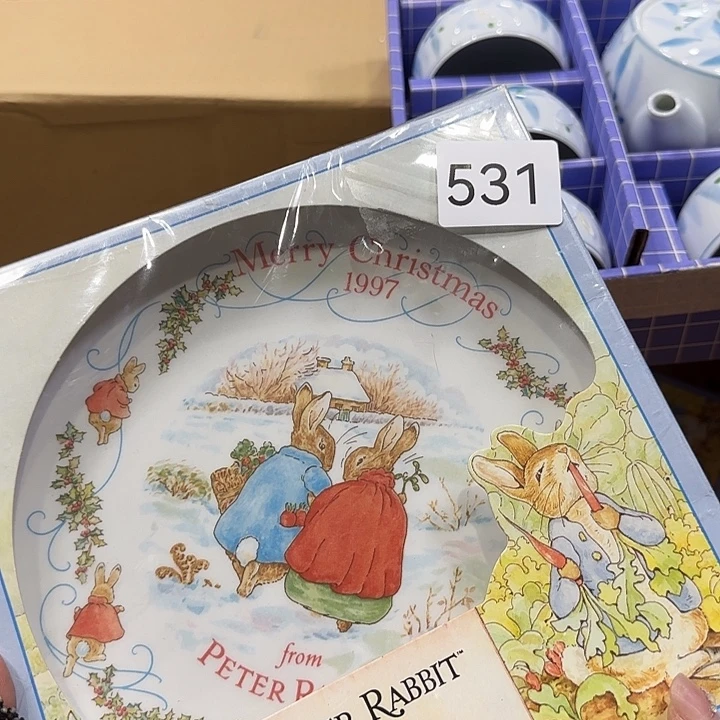 531
Merry Christmas
1997
from
PETER
RABBIT™